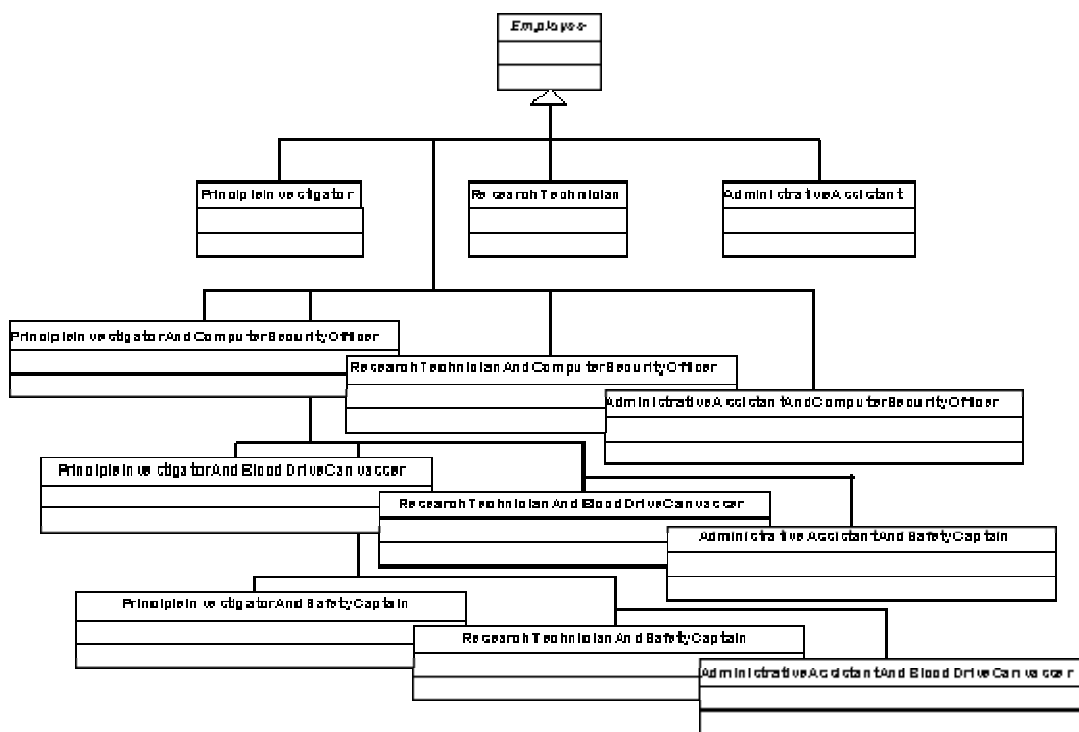 Employee
PrincipleInvestigator
ResearchTechnician
AdministrativeAssistant
PrincipleInvestigatorAndComputerSecurityOfficer
ResearchTechnicianAndComputerSecurityOfficer
AdministrativeAssistantAndComputerSecurityOfficer
PrincipleInvestigatorAndBloodDriveCanvasser
ResearchTechnicianAndBloodDriveCanvasser
AdministrativeAssistantAndSafetyCaptain
PrincipleInvestigatorAndSafetyCaptain
ResearchTechnicianAndSafetyCaptain
AdministrativeAssistantAndBloodDriveCanvasser